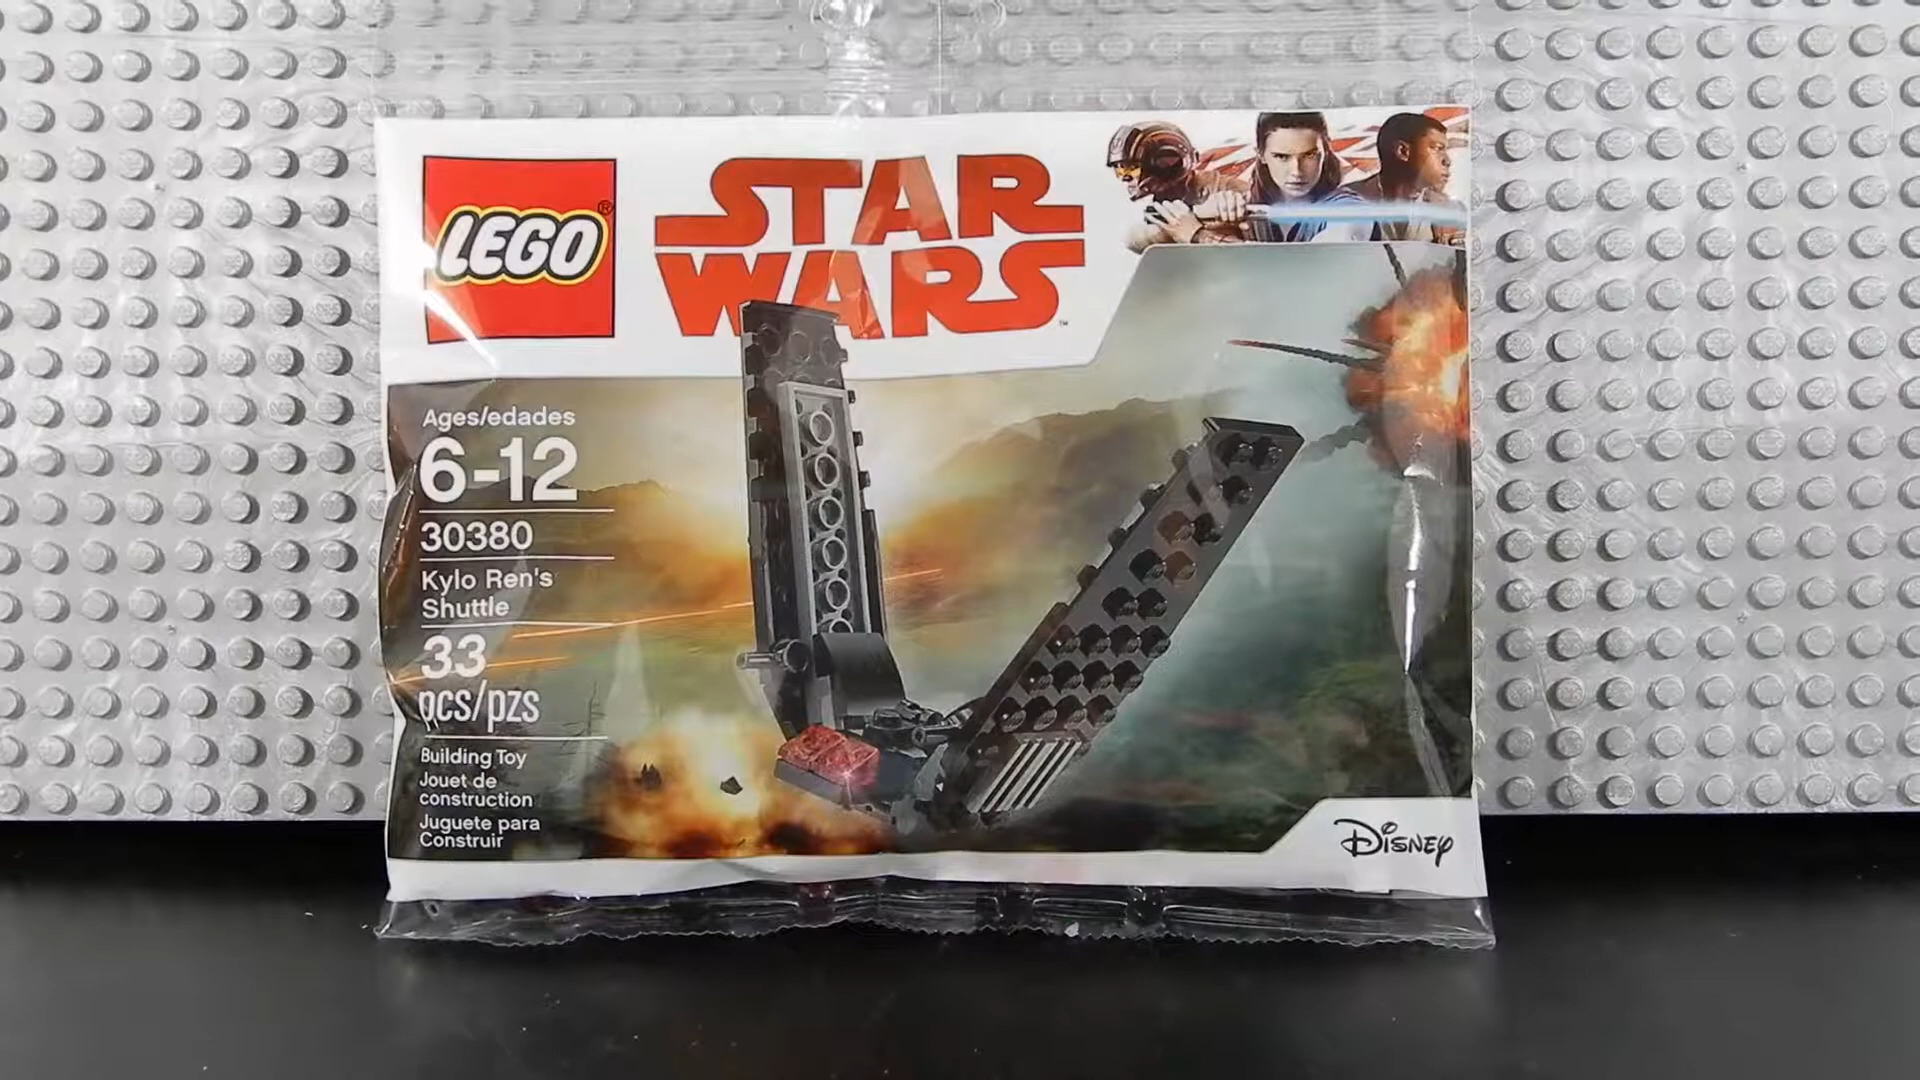 LEGO®
STAR
WARS™
Ages/edades
6-12
30380
Kylo Ren's
Shuttle
33
pcs/pzs
Building Toy
Jouet de
construction
Juguete para
Construir
Disney